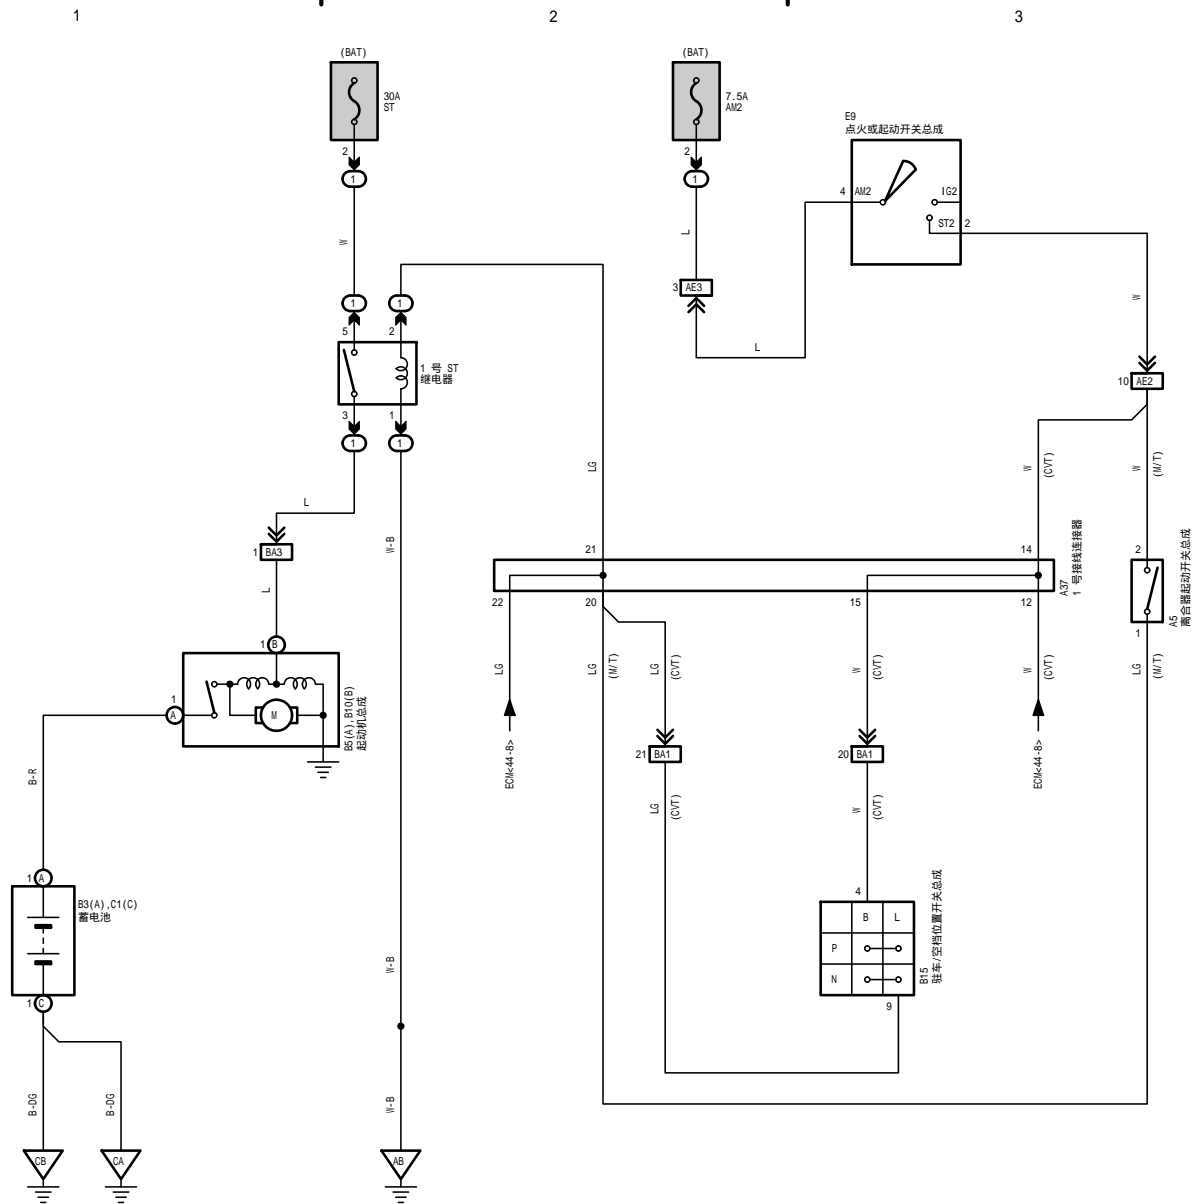 1
2
3
(BAT)
30A
ST
2
1
W
(BAT)
7.5A
AM2
2
1
L
3
AE3
L
E9
点火或起动开关总成
4
AM2
IG2
ST2
2
W
10
AE2
1
1
5
2
1 号 ST
继电器
3
1
1
1
L
1
BA3
L
W-B
LG
W
(CVT)
W
(M/T)
21
14
22
20
15
12
A37
1 号接线连接器
2
A5
离合器起动开关总成
1
1
B
1
A
M
B5(A),B10(B)
起动机总成
LG
LG
(M/T)
LG
(CVT)
W
(CVT)
W
(CVT)
LG
(M/T)
ECM<44-8>
21
BA1
20
BA1
ECM<44-8>
B-R
LG
(CVT)
W
(CVT)
1
A
B3(A),C1(C)
蓄电池
1
C
4
B
L
P
N
9
B15
驻车/空档位置开关总成
W-B
B-DG
B-DG
W-B
CB
CA
AB